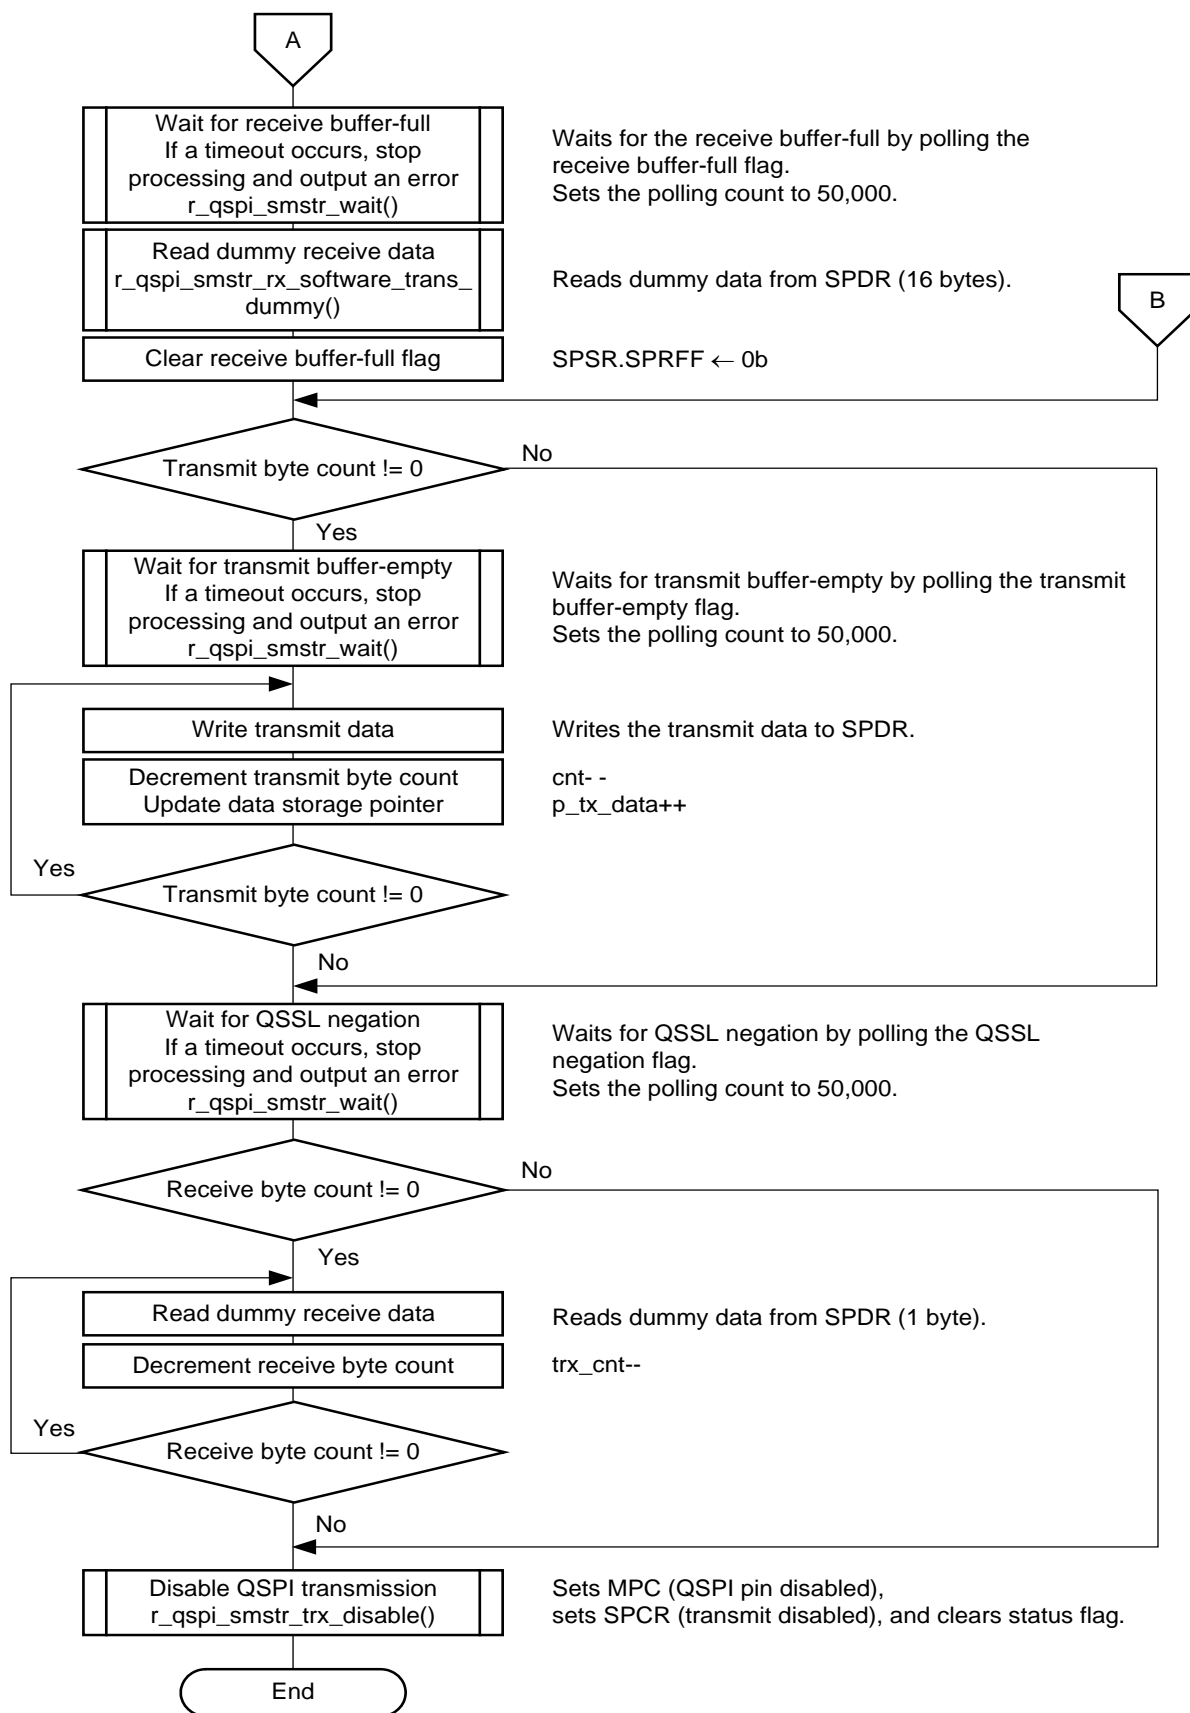 A
Wait for receive buffer-full
If a timeout occurs, stop
processing and output an error
r_qspi_smstr_wait()
Waits for the receive buffer-full by polling the
receive buffer-full flag.
Sets the polling count to 50,000.
Read dummy receive data
r_qspi_smstr_rx_software_trans_
dummy()
Reads dummy data from SPDR (16 bytes).
B
Clear receive buffer-full flag
SPSR.SPRFF ← 0b
Transmit byte count != 0
No
Yes
Wait for transmit buffer-empty
If a timeout occurs, stop
processing and output an error
r_qspi_smstr_wait()
Waits for transmit buffer-empty by polling the transmit
buffer-empty flag.
Sets the polling count to 50,000.
Write transmit data
Writes the transmit data to SPDR.
Decrement transmit byte count
Update data storage pointer
cnt- -
p_tx_data++
Yes
Transmit byte count != 0
No
Wait for QSSL negation
If a timeout occurs, stop
processing and output an error
r_qspi_smstr_wait()
Waits for QSSL negation by polling the QSSL
negation flag.
Sets the polling count to 50,000.
Receive byte count != 0
No
Yes
Read dummy receive data
Reads dummy data from SPDR (1 byte).
Decrement receive byte count
trx_cnt--
Yes
Receive byte count != 0
No
Disable QSPI transmission
r_qspi_smstr_trx_disable()
Sets MPC (QSPI pin disabled),
sets SPCR (transmit disabled), and clears status flag.
End